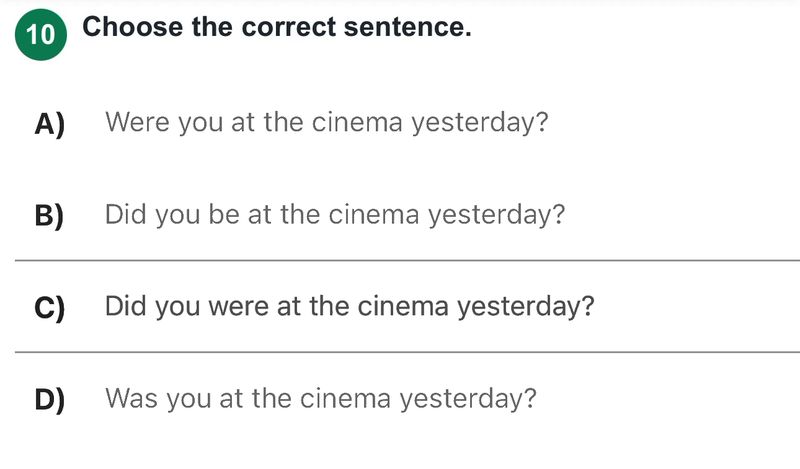 10 Choose the correct sentence.
A) Were you at the cinema yesterday?
B) Did you be at the cinema yesterday?
C) Did you were at the cinema yesterday?
D) Was you at the cinema yesterday?